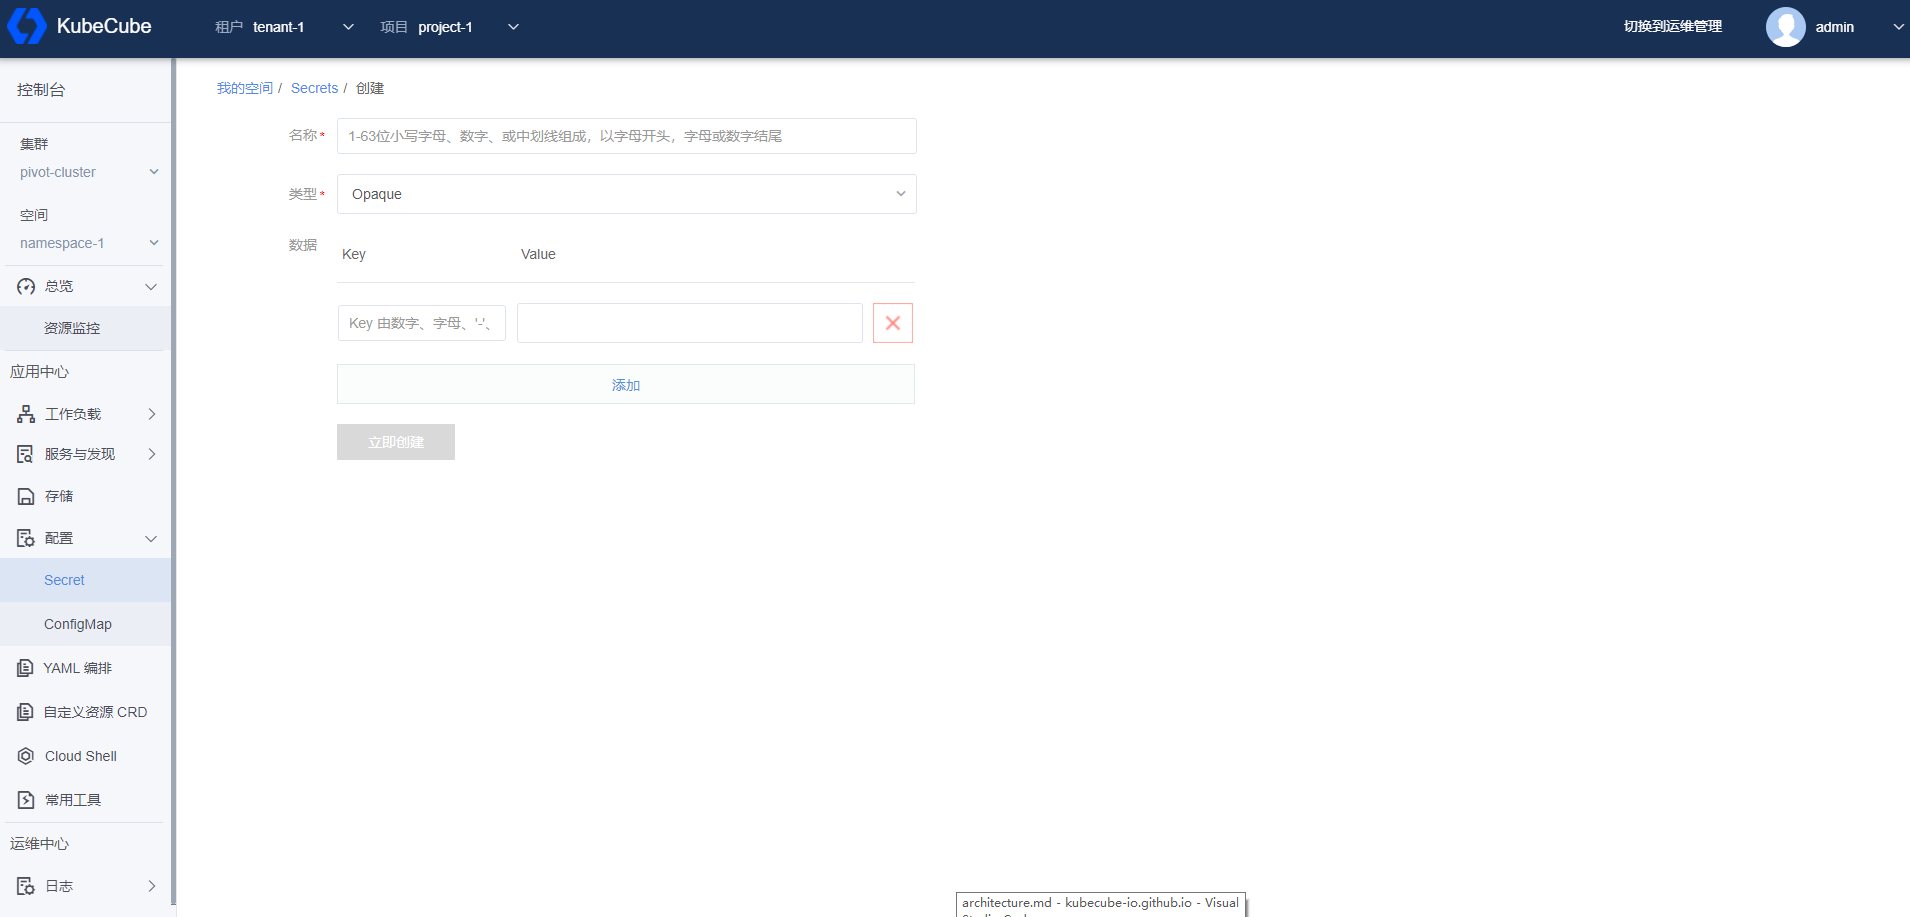 KubeCube
租户 tenant-1 项目 project-1 切换到运维管理 admin
控制台
集群
pivot-cluster
空间
namespace-1
总览
资源监控
应用中心
工作负载
服务与发现
存储
配置
Secret
ConfigMap
YAML 编排
自定义资源 CRD
Cloud Shell
常用工具
运维中心
日志
我的空间 / Secrets / 创建
名称* 1-63位小写字母、数字、或中划线组成，以字母开头，字母或数字结尾
类型* Opaque
数据 Key Value
Key 由数字、字母、'-'、
添加
立即创建
architecture.md - kubecube-io.github.io - Visual